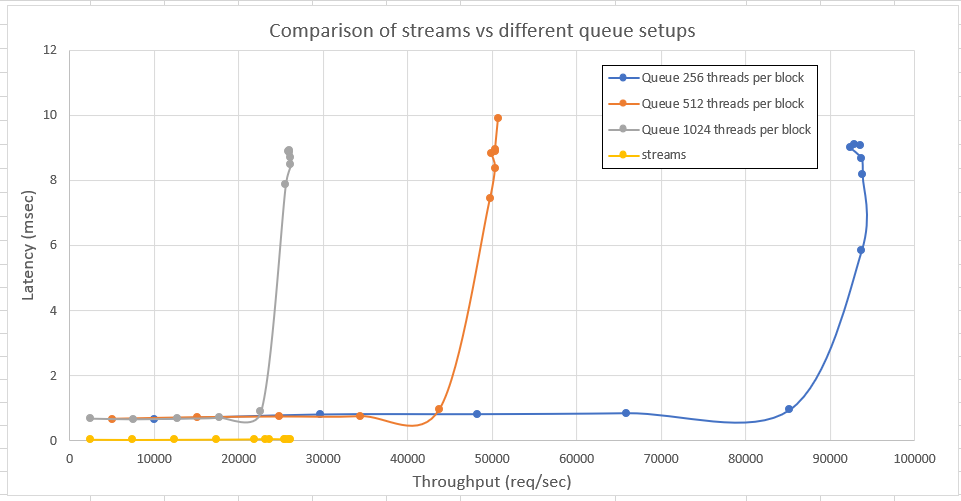 Comparison of streams vs different queue setups
12
10
8
6
4
2
0
Latency (msec)
Queue 256 threads per block
Queue 512 threads per block
Queue 1024 threads per block
streams
0 10000 20000 30000 40000 50000 60000 70000 80000 90000 100000
Throughput (req/sec)